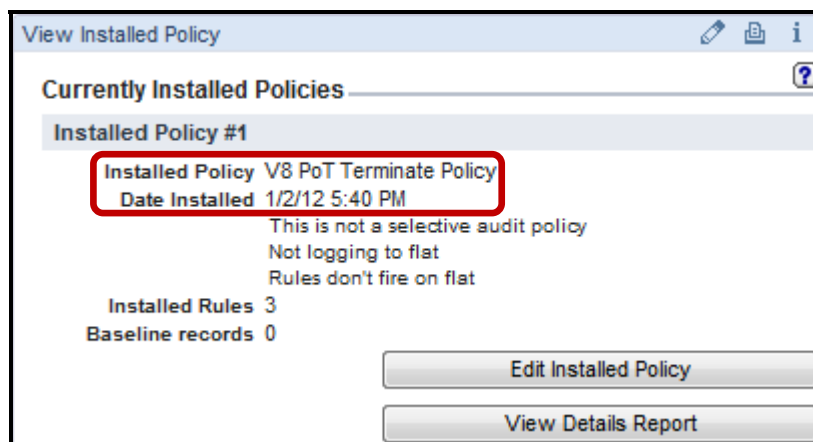 View Installed Policy i
?
Currently Installed Policies
Installed Policy #1
Installed Policy V8 PoT Terminate Policy
Date Installed 1/2/12 5:40 PM
This is not a selective audit policy
Not logging to flat
Rules don't fire on flat
Installed Rules 3
Baseline records 0
Edit Installed Policy
View Details Report